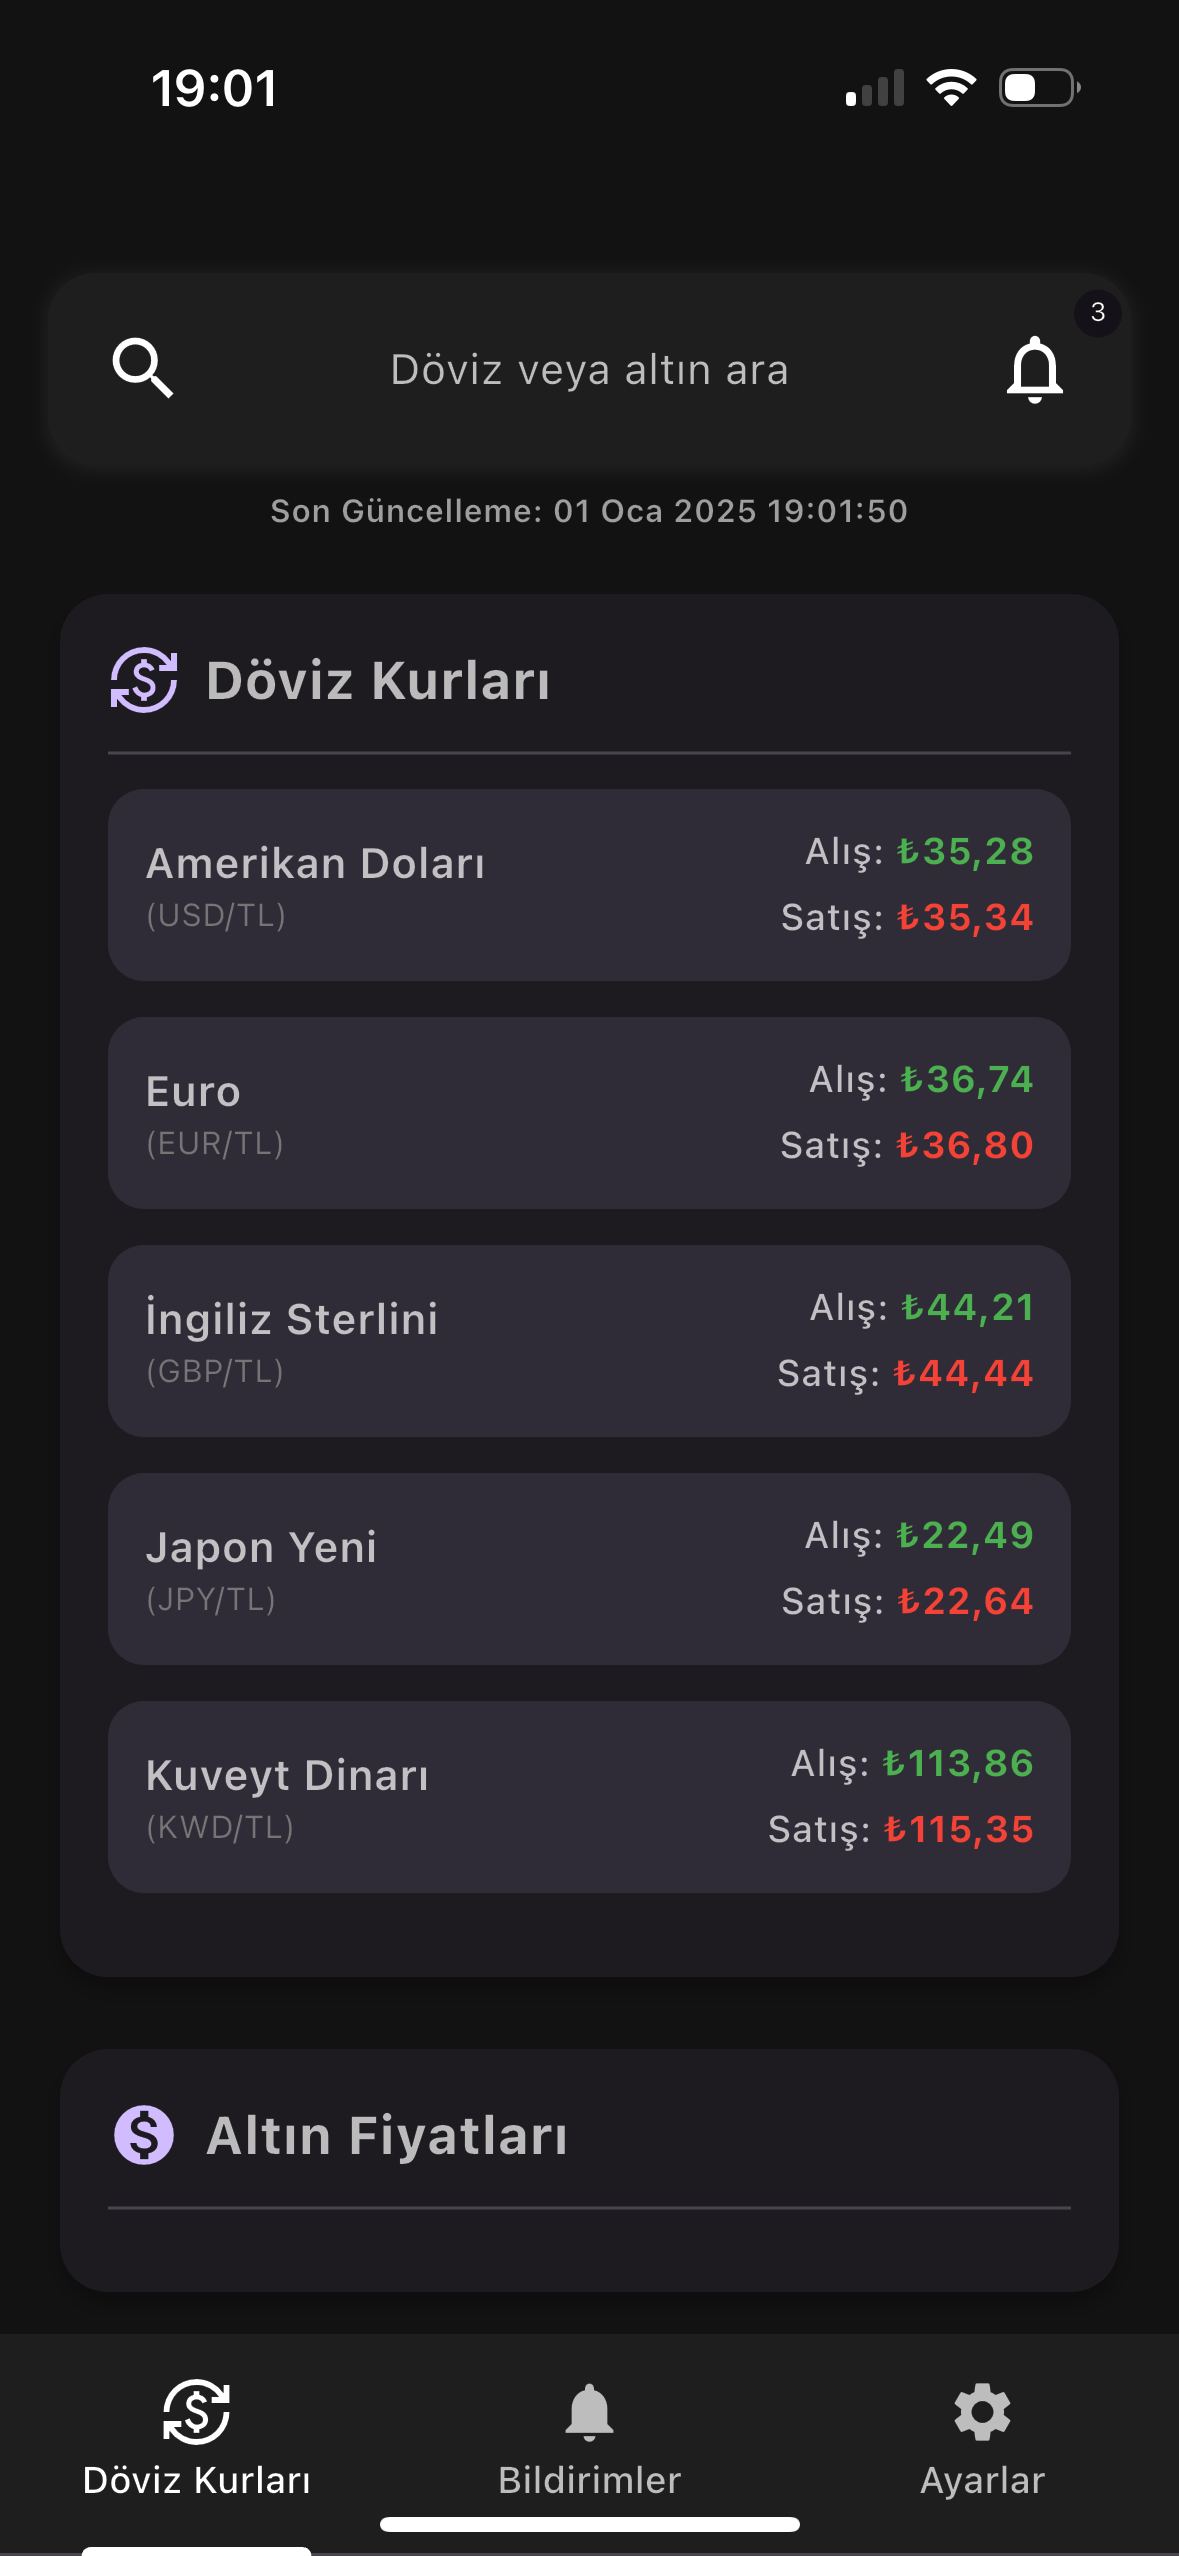 19:01
3
Döviz veya altın ara
Son Güncelleme: 01 Oca 2025 19:01:50
Döviz Kurları
Amerikan Doları
(USD/TL)
Alış: ₺35,28
Satış: ₺35,34
Euro
(EUR/TL)
Alış: ₺36,74
Satış: ₺36,80
İngiliz Sterlini
(GBP/TL)
Alış: ₺44,21
Satış: ₺44,44
Japon Yeni
(JPY/TL)
Alış: ₺22,49
Satış: ₺22,64
Kuveyt Dinarı
(KWD/TL)
Alış: ₺113,86
Satış: ₺115,35
Altın Fiyatları
Döviz Kurları
Bildirimler
Ayarlar